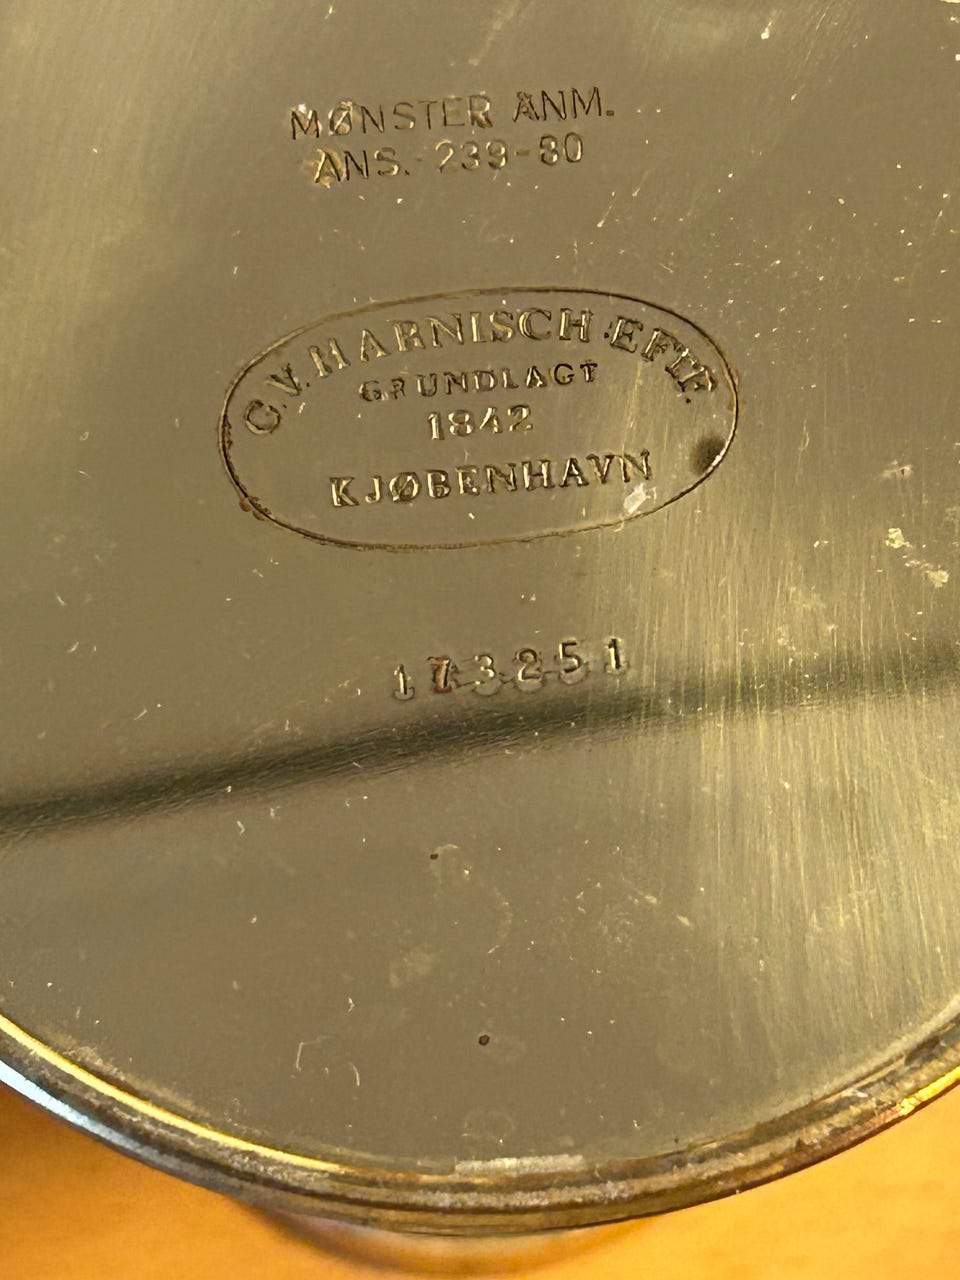 MØNSTER ANM.
ANS. 239-80
C.V. HARNISCH EFTF.
GRUNDLAGT
1842
KJØBENHAVN
173251